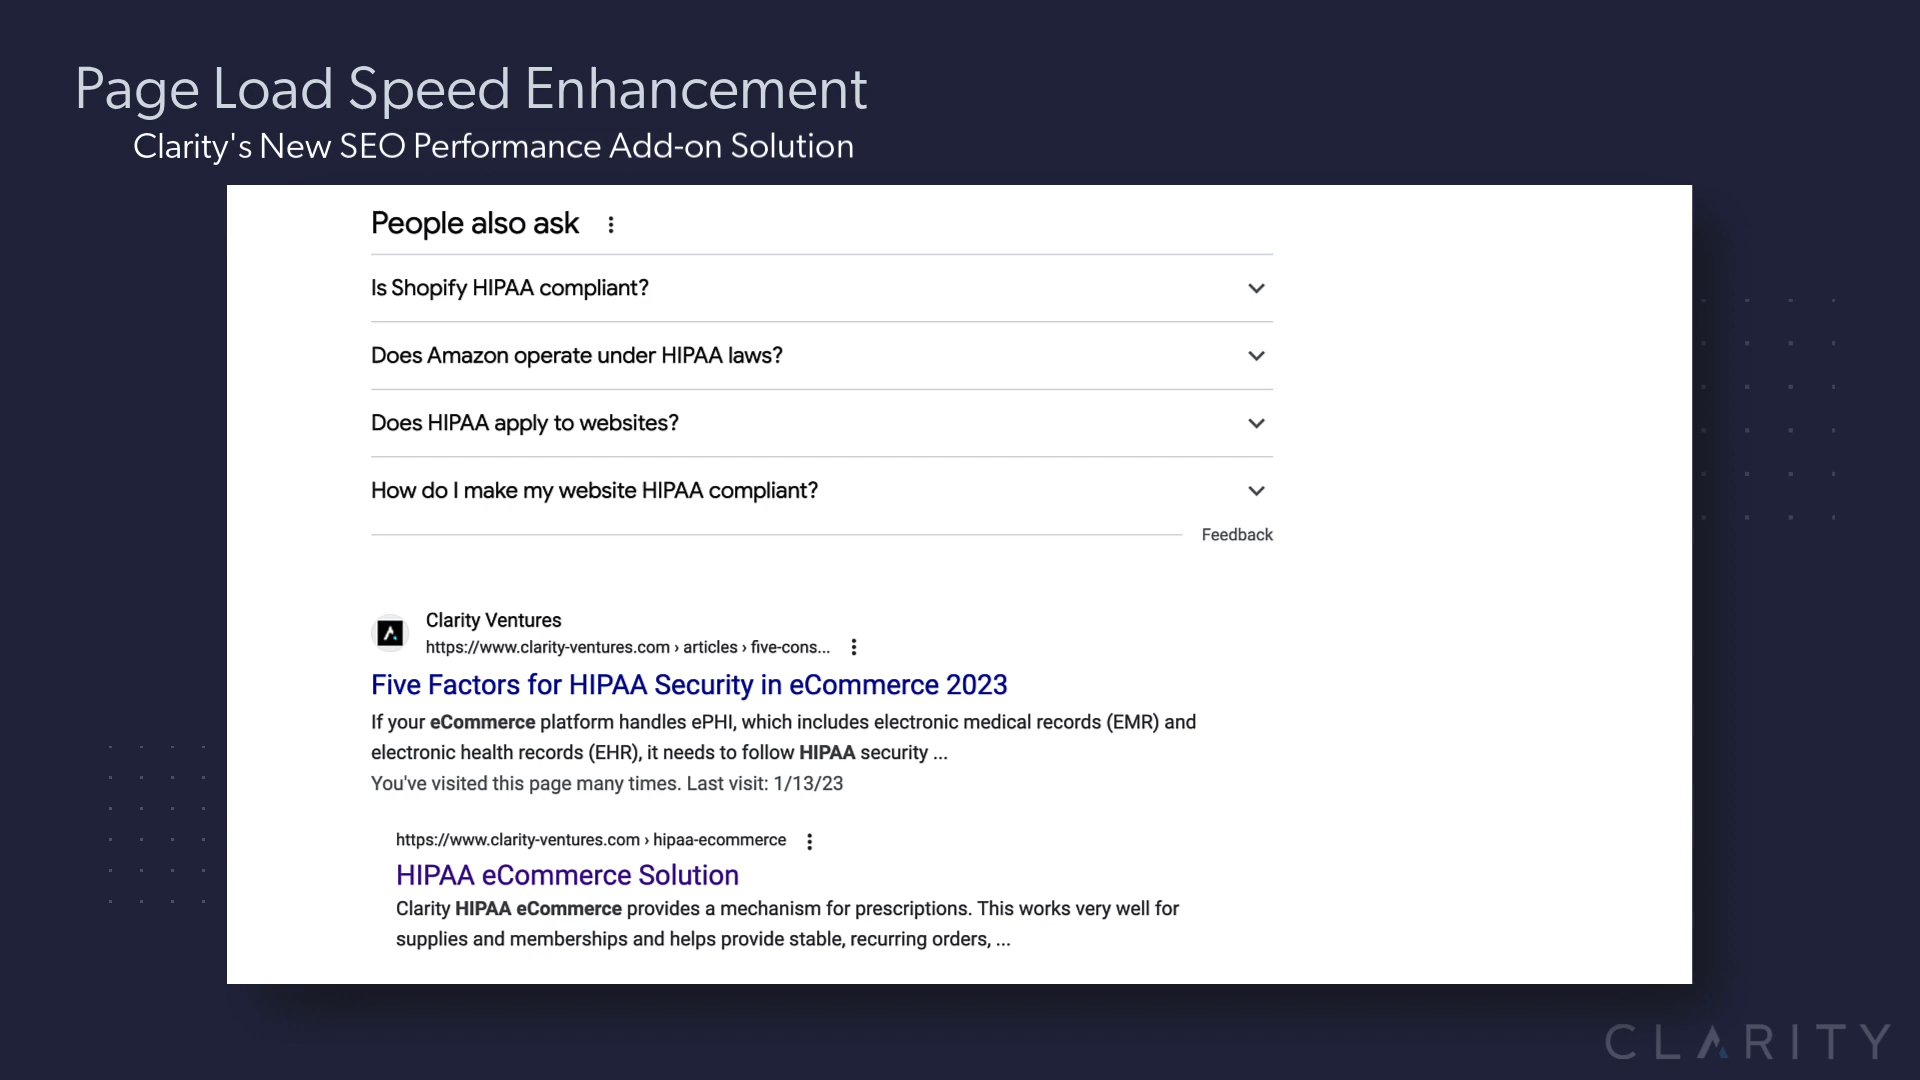 Page Load Speed Enhancement
Clarity's New SEO Performance Add-on Solution
People also ask
Is Shopify HIPAA compliant?
Does Amazon operate under HIPAA laws?
Does HIPAA apply to websites?
How do I make my website HIPAA compliant?
Feedback
Clarity Ventures
https://www.clarity-ventures.com › articles › five-cons...
Five Factors for HIPAA Security in eCommerce 2023
If your eCommerce platform handles ePHI, which includes electronic medical records (EMR) and
electronic health records (EHR), it needs to follow HIPAA security ...
You've visited this page many times. Last visit: 1/13/23
https://www.clarity-ventures.com › hipaa-ecommerce
HIPAA eCommerce Solution
Clarity HIPAA eCommerce provides a mechanism for prescriptions. This works very well for
supplies and memberships and helps provide stable, recurring orders, ...
CLARITY